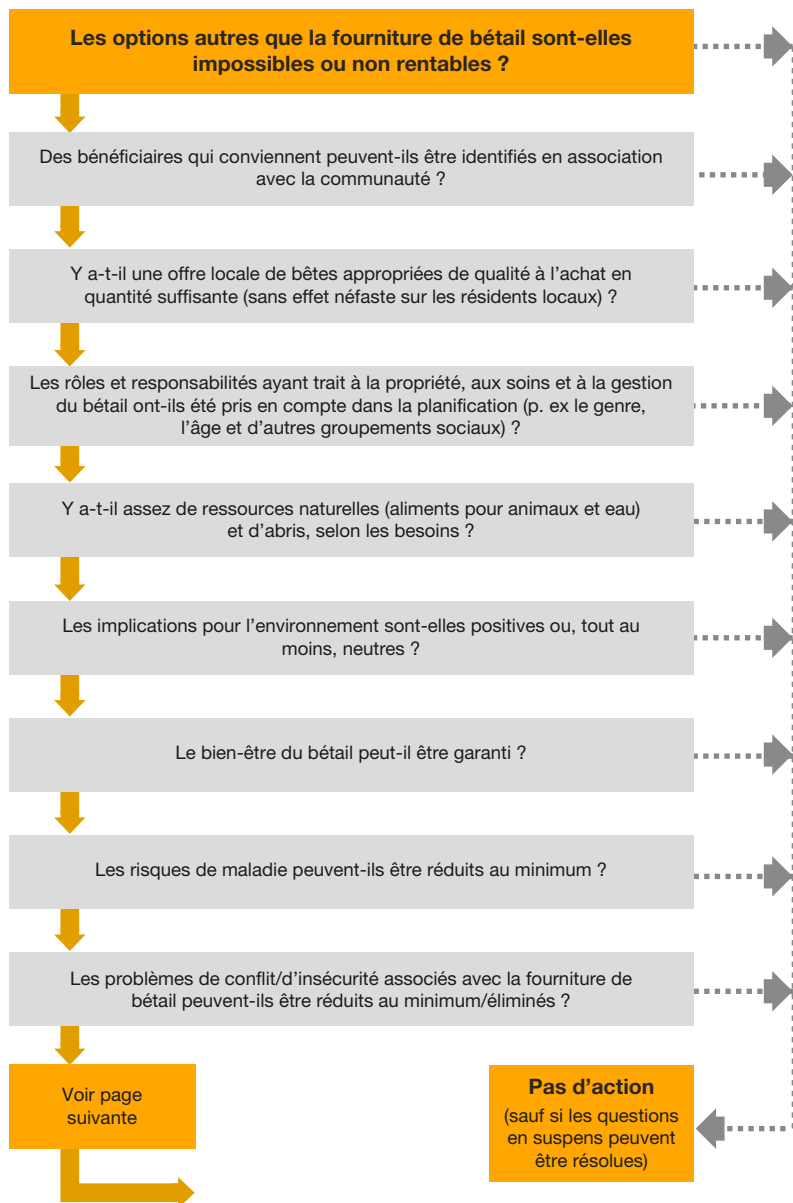 Les options autres que la fourniture de bétail sont-elles
impossibles ou non rentables ?
Des bénéficiaires qui conviennent peuvent-ils être identifiés en association
avec la communauté ?
Y a-t-il une offre locale de bêtes appropriées de qualité à l’achat en
quantité suffisante (sans effet néfaste sur les résidents locaux) ?
Les rôles et responsabilités ayant trait à la propriété, aux soins et à la gestion
du bétail ont-ils été pris en compte dans la planification (p. ex le genre,
l’âge et d’autres groupements sociaux) ?
Y a-t-il assez de ressources naturelles (aliments pour animaux et eau)
et d’abris, selon les besoins ?
Les implications pour l’environnement sont-elles positives ou, tout au
moins, neutres ?
Le bien-être du bétail peut-il être garanti ?
Les risques de maladie peuvent-ils être réduits au minimum ?
Les problèmes de conflit/d’insécurité associés avec la fourniture de
bétail peuvent-ils être réduits au minimum/éliminés ?
Voir page
suivante
Pas d’action
(sauf si les questions
en suspens peuvent
être résolues)